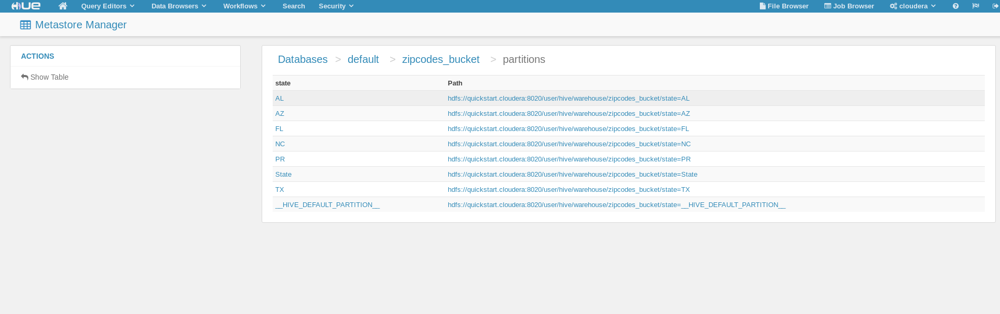 HUE Query Editors Data Browsers Workflows Search Security File Browser Job Browser cloudera
Metastore Manager
ACTIONS
Show Table
Databases > default > zipcodes_bucket > partitions
state Path
AL hdfs://quickstart.cloudera:8020/user/hive/warehouse/zipcodes_bucket/state=AL
AZ hdfs://quickstart.cloudera:8020/user/hive/warehouse/zipcodes_bucket/state=AZ
FL hdfs://quickstart.cloudera:8020/user/hive/warehouse/zipcodes_bucket/state=FL
NC hdfs://quickstart.cloudera:8020/user/hive/warehouse/zipcodes_bucket/state=NC
PR hdfs://quickstart.cloudera:8020/user/hive/warehouse/zipcodes_bucket/state=PR
State hdfs://quickstart.cloudera:8020/user/hive/warehouse/zipcodes_bucket/state=State
TX hdfs://quickstart.cloudera:8020/user/hive/warehouse/zipcodes_bucket/state=TX
__HIVE_DEFAULT_PARTITION__ hdfs://quickstart.cloudera:8020/user/hive/warehouse/zipcodes_bucket/state=__HIVE_DEFAULT_PARTITION__